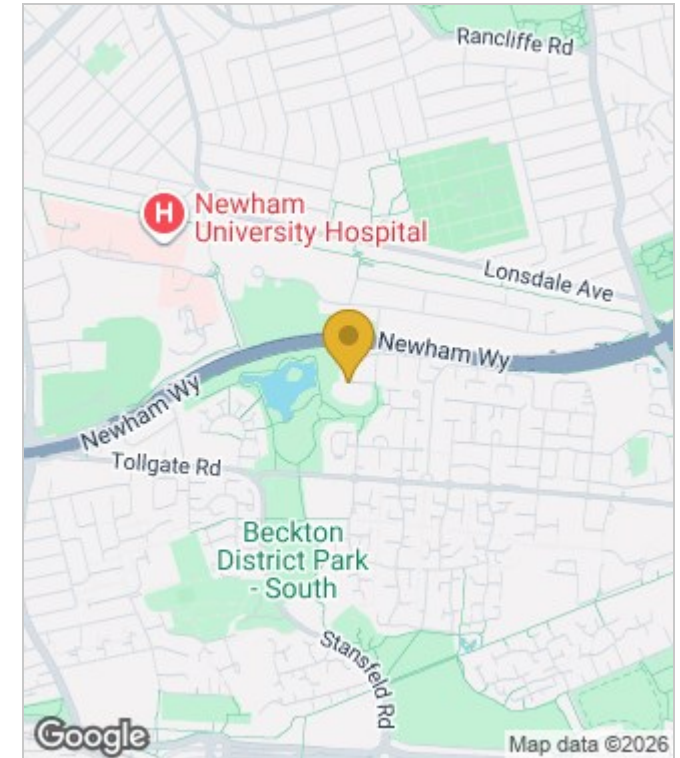 Rancliffe Rd
H
Newham
University Hospital
Lonsdale Ave
Newham Wy
Newham Wy
Tollgate Rd
Beckton
District Park
- South
Stansfeld Rd
Google
Map data ©2026